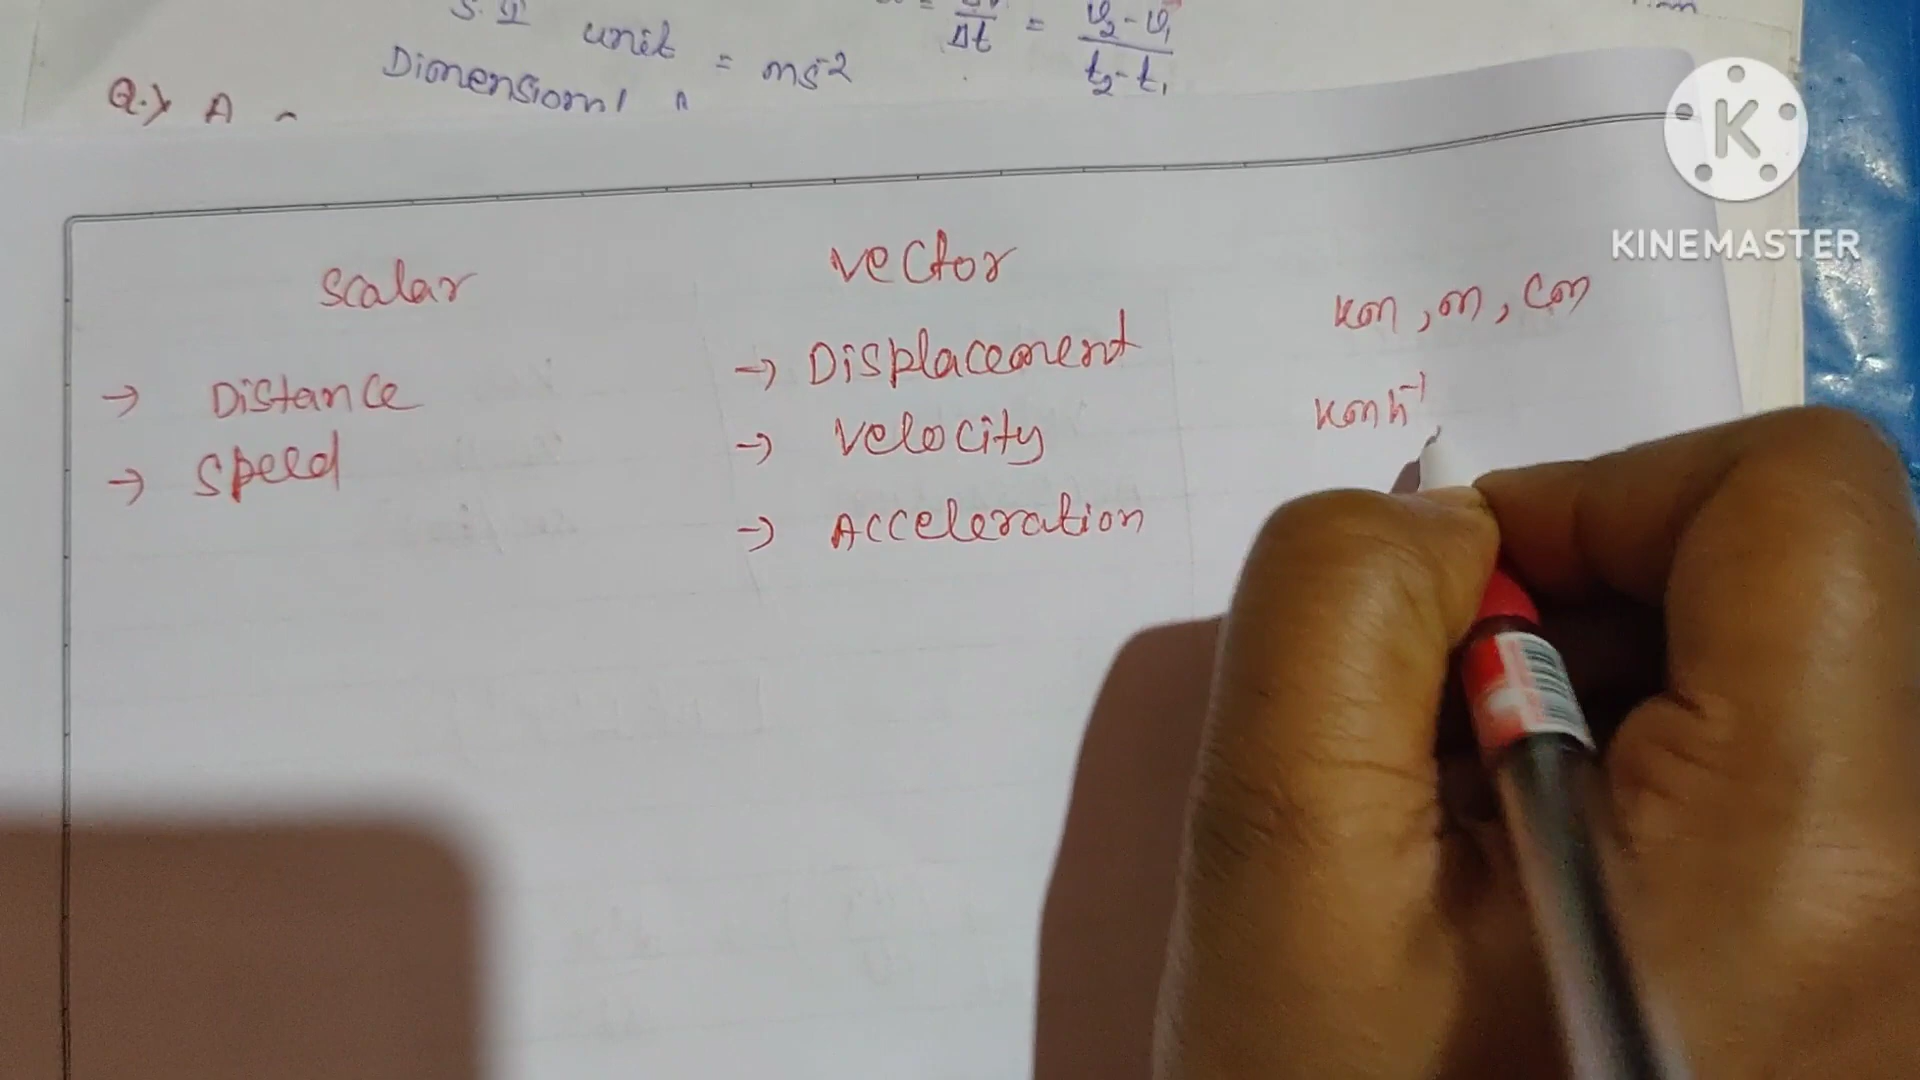 S.I unit = ms-2
Δt = v2-v1
t2-t1
Q.) A
K
KINEMASTER
Scalar Vector
km, m, cm
→ Distance → Displacement
kmh-1
→ Speed → Velocity
→ Acceleration